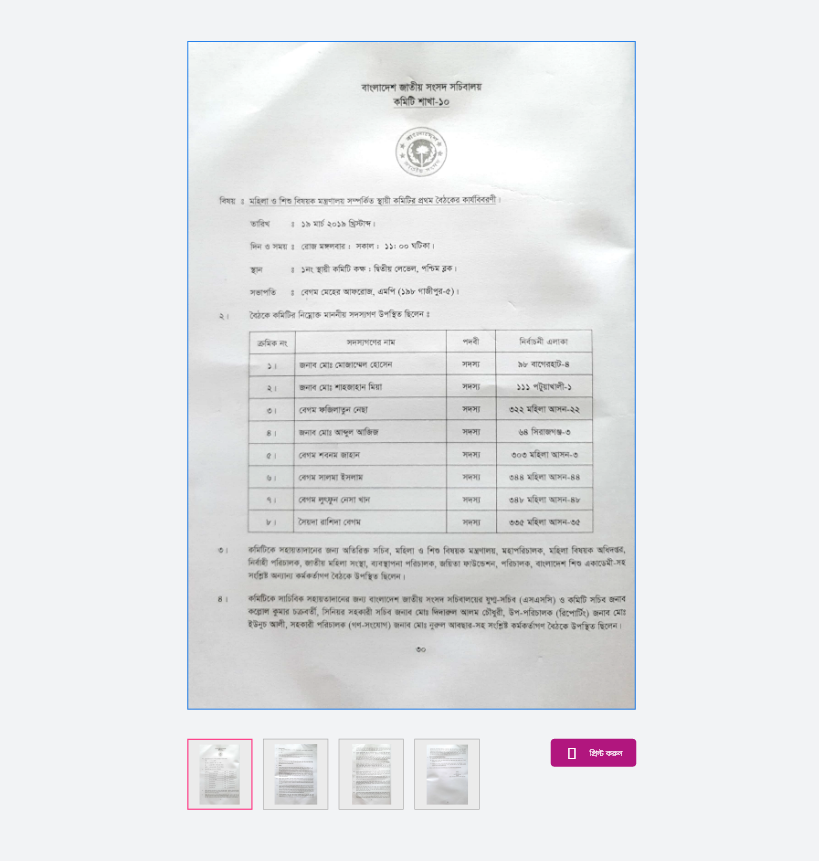 বাংলাদেশ জাতীয় সংসদ সচিবালয়
কমিটি শাখা-১০
বিষয় ঃ মহিলা ও শিশু বিষয়ক মন্ত্রণালয় সম্পর্কিত স্থায়ী কমিটির প্রথম বৈঠকের কার্যবিবরণী।
তারিখ ঃ ১৯ মার্চ ২০১৯ খ্রিস্টাব্দ।
দিন ও সময় ঃ রোজ মঙ্গলবার। সকাল। ১১: ০০ ঘটিকা।
স্থান ঃ ১নং স্থায়ী কমিটি কক্ষ। দ্বিতীয় লেভেল, পশ্চিম ব্লক।
সভাপতি ঃ বেগম মেহের আফরোজ, এমপি (১৯৮ গাজীপুর-৫)।
২। বৈঠকে কমিটির নিম্নোক্ত মাননীয় সদস্যগণ উপস্থিত ছিলেন ঃ
ক্রমিক নং সদস্যগণের নাম পদবী নির্বাচনী এলাকা
১। জনাব মোঃ মোজাম্মেল হোসেন সদস্য ৯৮ বাগেরহাট-৪
২। জনাব মোঃ শাহজাহান মিয়া সদস্য ১১১ পটুয়াখালী-১
৩। বেগম ফজিলাতুন নেছা সদস্য ৩২২ মহিলা আসন-২২
৪। জনাব মোঃ আব্দুল আজিজ সদস্য ৬৪ সিরাজগঞ্জ-৩
৫। বেগম শবনম জাহান সদস্য ৩০৩ মহিলা আসন-৩
৬। বেগম সালমা ইসলাম সদস্য ৩৪৪ মহিলা আসন-৪৪
৭। বেগম লুৎফুন নেসা খান সদস্য ৩৪৮ মহিলা আসন-৪৮
৮। সৈয়দা রাশিদা বেগম সদস্য ৩৩৫ মহিলা আসন-৩৫
৩। কমিটিকে সহায়তাদানের জন্য অতিরিক্ত সচিব, মহিলা ও শিশু বিষয়ক মন্ত্রণালয়, মহাপরিচালক, মহিলা বিষয়ক অধিদপ্তর,
নির্বাহী পরিচালক, জাতীয় মহিলা সংস্থা, ব্যবস্থাপনা পরিচালক, জয়িতা ফাউন্ডেশন, পরিচালক, বাংলাদেশ শিশু একাডেমী-সহ
সংশ্লিষ্ট অন্যান্য কর্মকর্তাগণ বৈঠকে উপস্থিত ছিলেন।
৪। কমিটিকে সাচিবিক সহায়তাদানের জন্য বাংলাদেশ জাতীয় সংসদ সচিবালয়ের যুগ্ম-সচিব (এসএসসি) ও কমিটি সচিব জনাব
কল্লোল কুমার চক্রবর্তী, সিনিয়র সহকারী সচিব জনাব মোঃ দিদারুল আলম চৌধুরী, উপ-পরিচালক (রিপোর্টিং) জনাব মোঃ
ইউনুচ আলী, সহকারী পরিচালক (গণ-সংযোগ) জনাব মোঃ নুরুল আবছার-সহ সংশ্লিষ্ট কর্মকর্তাগণ বৈঠকে উপস্থিত ছিলেন।
৩০
প্রিন্ট করুন